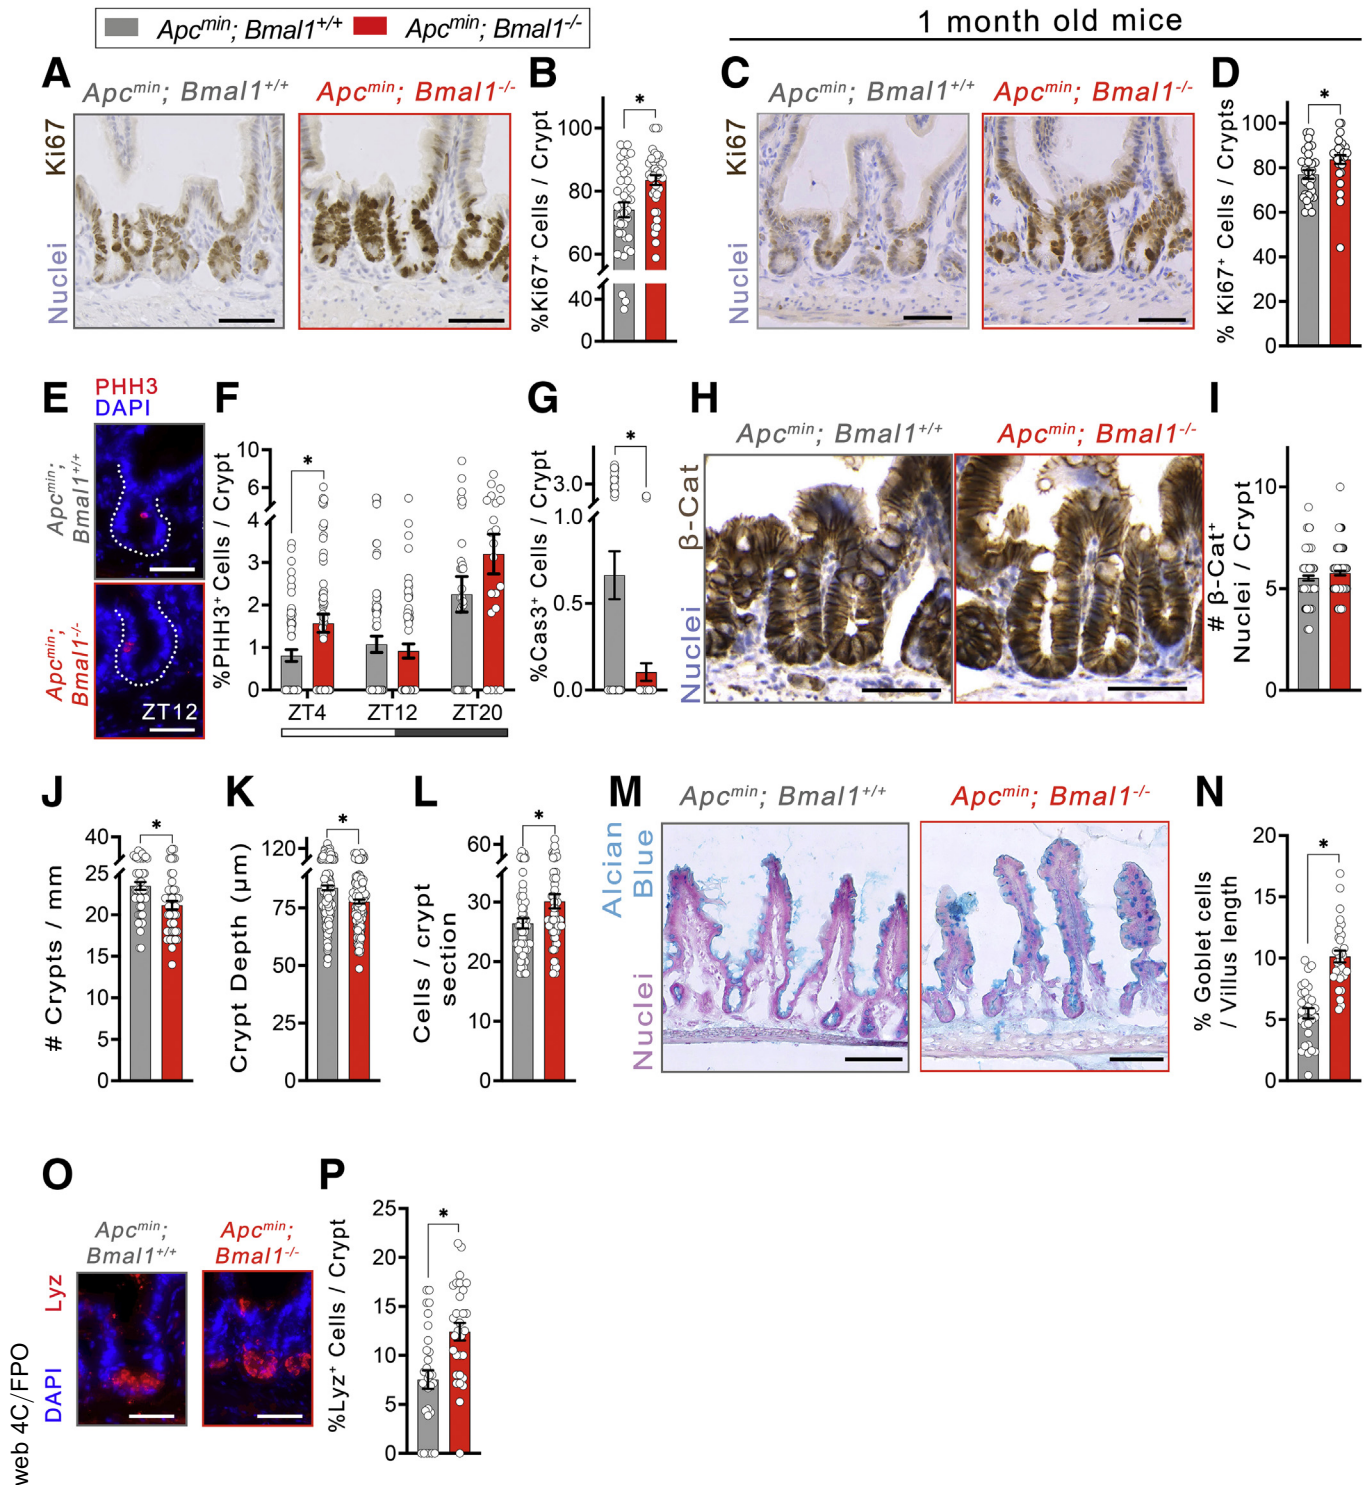 Apcmin; Bmal1+/+ Apcmin; Bmal1-/-
1 month old mice
A
Apcmin; Bmal1+/+
Apcmin; Bmal1-/-
Nuclei Ki67
B
*
%Ki67+ Cells / Crypt
100
80
60
40
0
C
Apcmin; Bmal1+/+
Apcmin; Bmal1-/-
Nuclei Ki67
D
*
% Ki67+ Cells / Crypts
100
80
60
40
20
0
E
PHH3
DAPI
Apcmin;
Bmal1+/+
Apcmin;
Bmal1-/-
ZT12
F
*
%PHH3+ Cells / Crypt
10
6
4
3
2
1
0
ZT4 ZT12 ZT20
G
*
%Cas3+ Cells / Crypt
3.0
1.0
0.5
0.0
H
Apcmin; Bmal1+/+
Apcmin; Bmal1-/-
Nuclei β-Cat
I
# β-Cat+
Nuclei / Crypt
10
5
0
J
*
# Crypts / mm
40
25
20
15
10
5
0
K
*
Crypt Depth (μm)
120
75
50
25
0
L
*
Cells / crypt
section
60
30
20
10
0
M
Apcmin; Bmal1+/+
Apcmin; Bmal1-/-
Alcian
Blue
Nuclei
N
*
% Goblet cells
/ Villus length
20
15
10
5
0
O
Apcmin;
Bmal1+/+
Apcmin;
Bmal1-/-
DAPI Lyz
P
*
%Lyz+ Cells / Crypt
25
20
15
10
5
0
web 4C/FPO